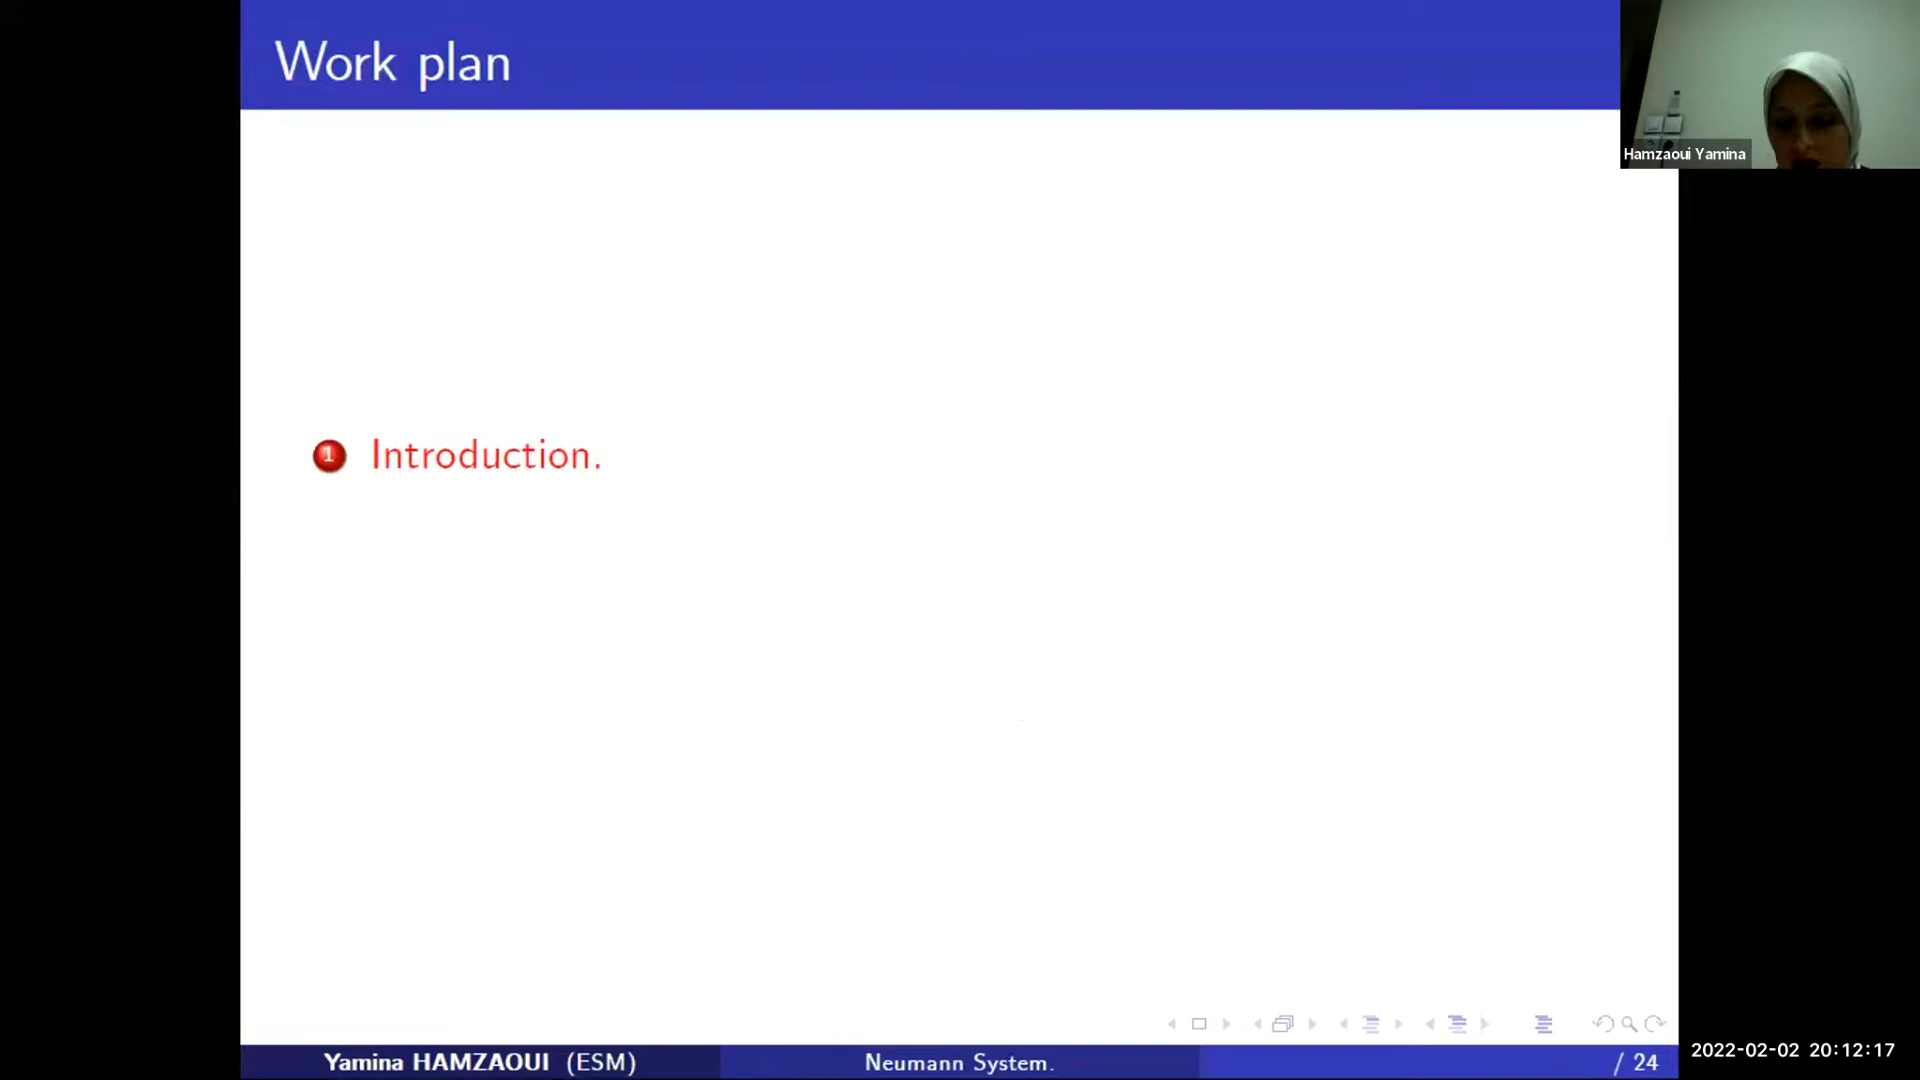 Work plan
Hamzaoui Yamina
1 Introduction.
Yamina HAMZAOUI (ESM)
Neumann System.
/ 24
2022-02-02 20:12:17